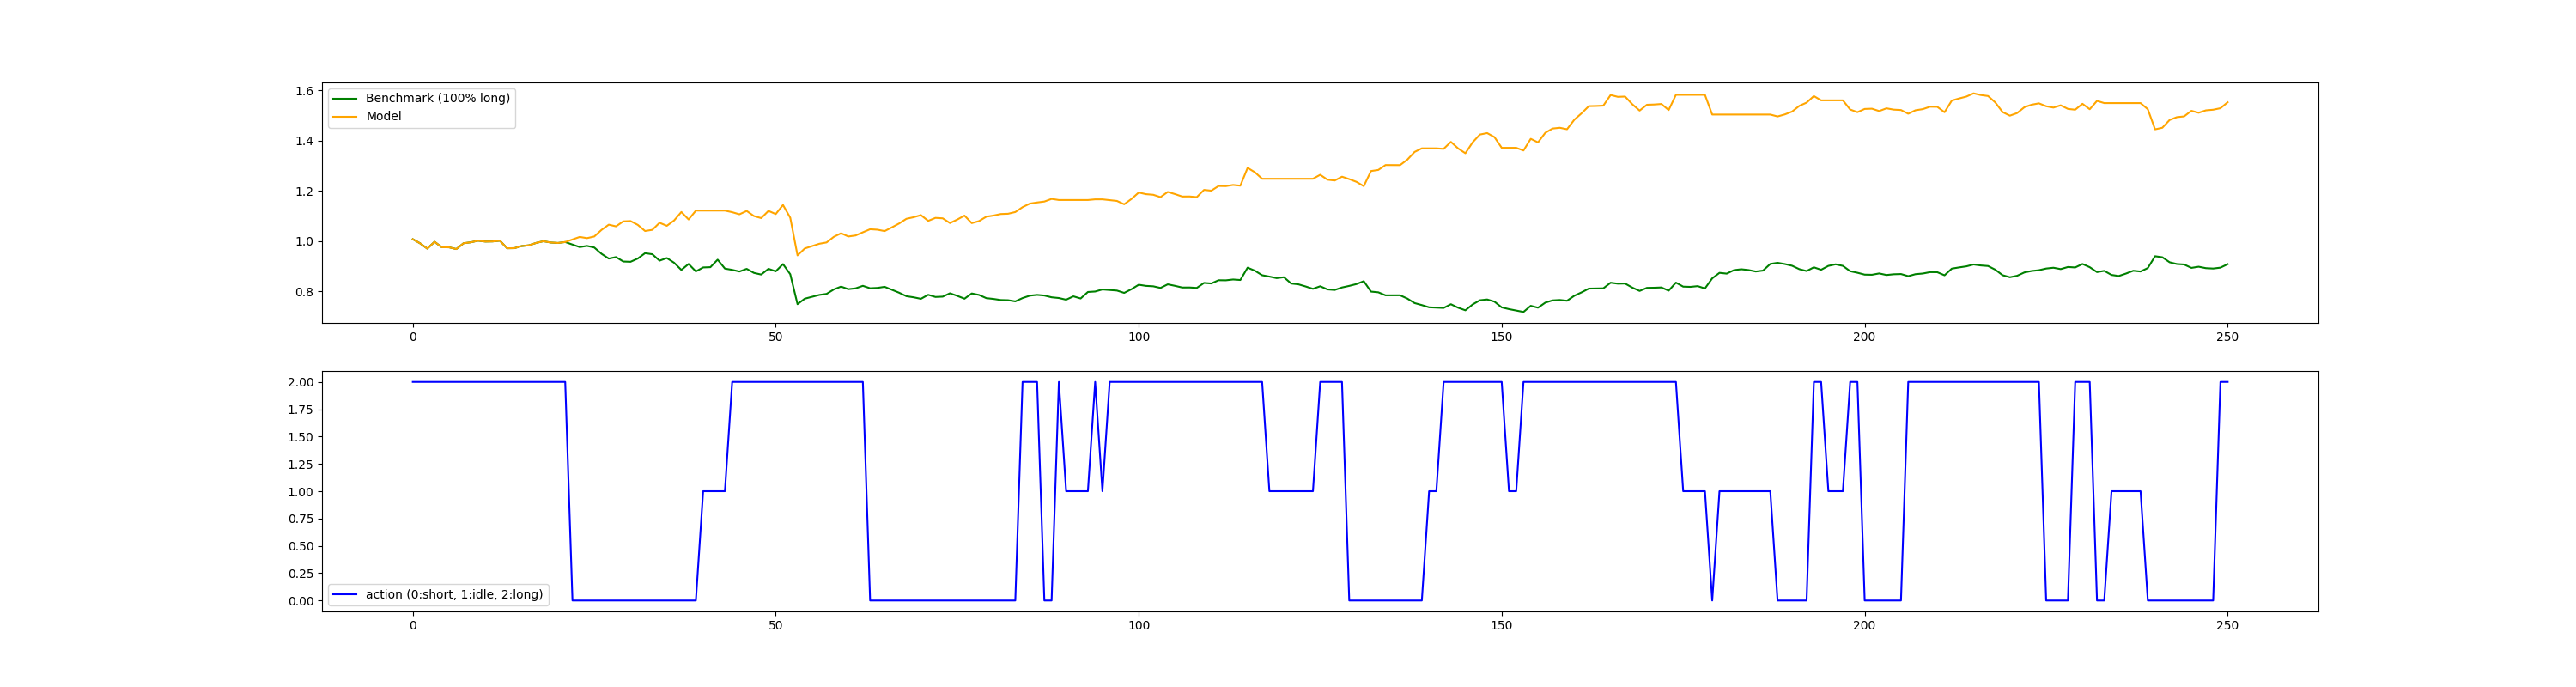 1.6
1.4
1.2
1.0
0.8
Benchmark (100% long)
Model
0 50 100 150 200 250
2.00
1.75
1.50
1.25
1.00
0.75
0.50
0.25
0.00
action (0:short, 1:idle, 2:long)
0 50 100 150 200 250